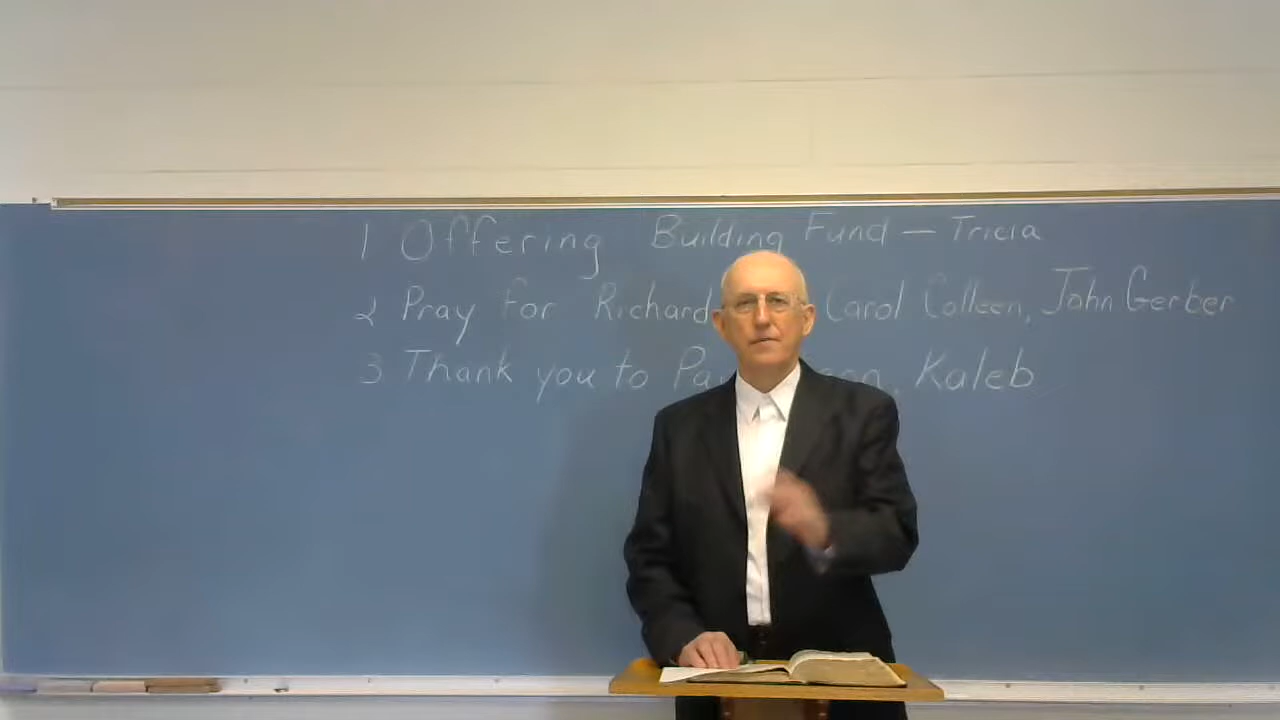 1 Offering Building Fund — Tricia
2 Pray for Richard Carol Colleen, John Gerber
3 Thank you to Kaleb